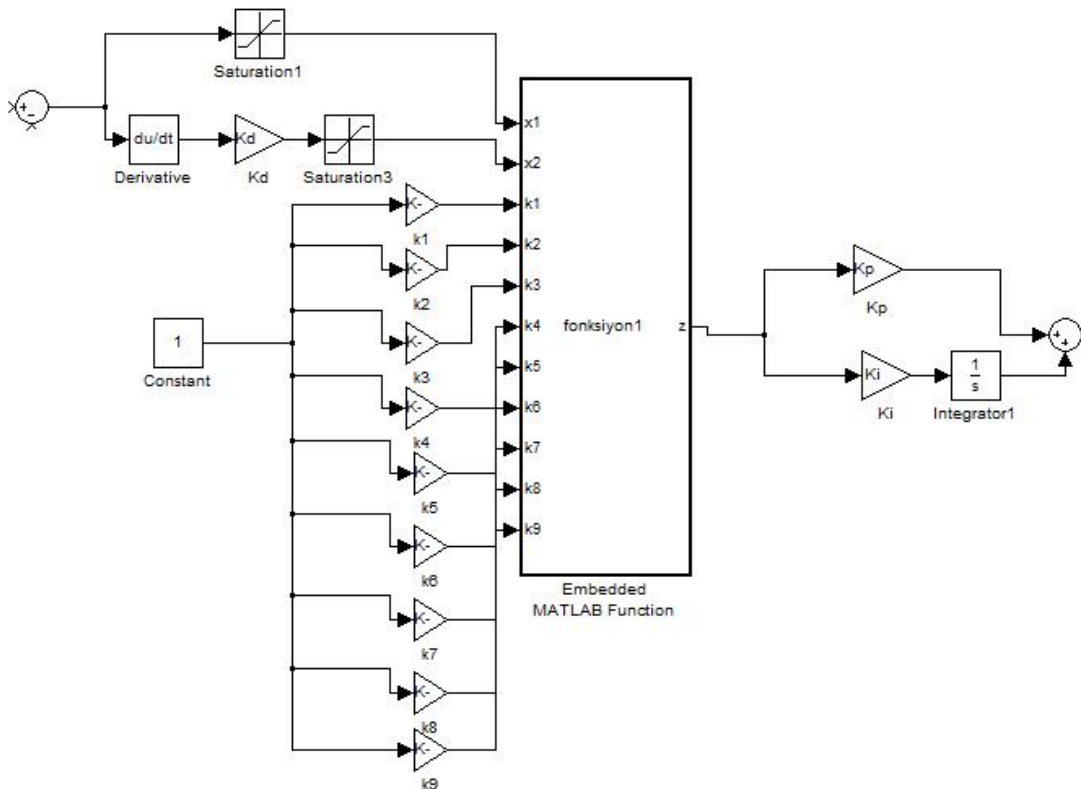 Saturation1
+
-
du/dt
Derivative
Kd
Kd
Saturation3
K-
k1
K-
k2
K-
k3
K-
k4
K-
k5
K-
k6
K-
k7
K-
k8
K-
k9
1
Constant
x1
x2
k1
k2
k3
k4
k5
k6
k7
k8
k9
fonksiyon1
z
Embedded
MATLAB Function
Kp
Kp
Ki
Ki
1
s
Integrator1
+
+